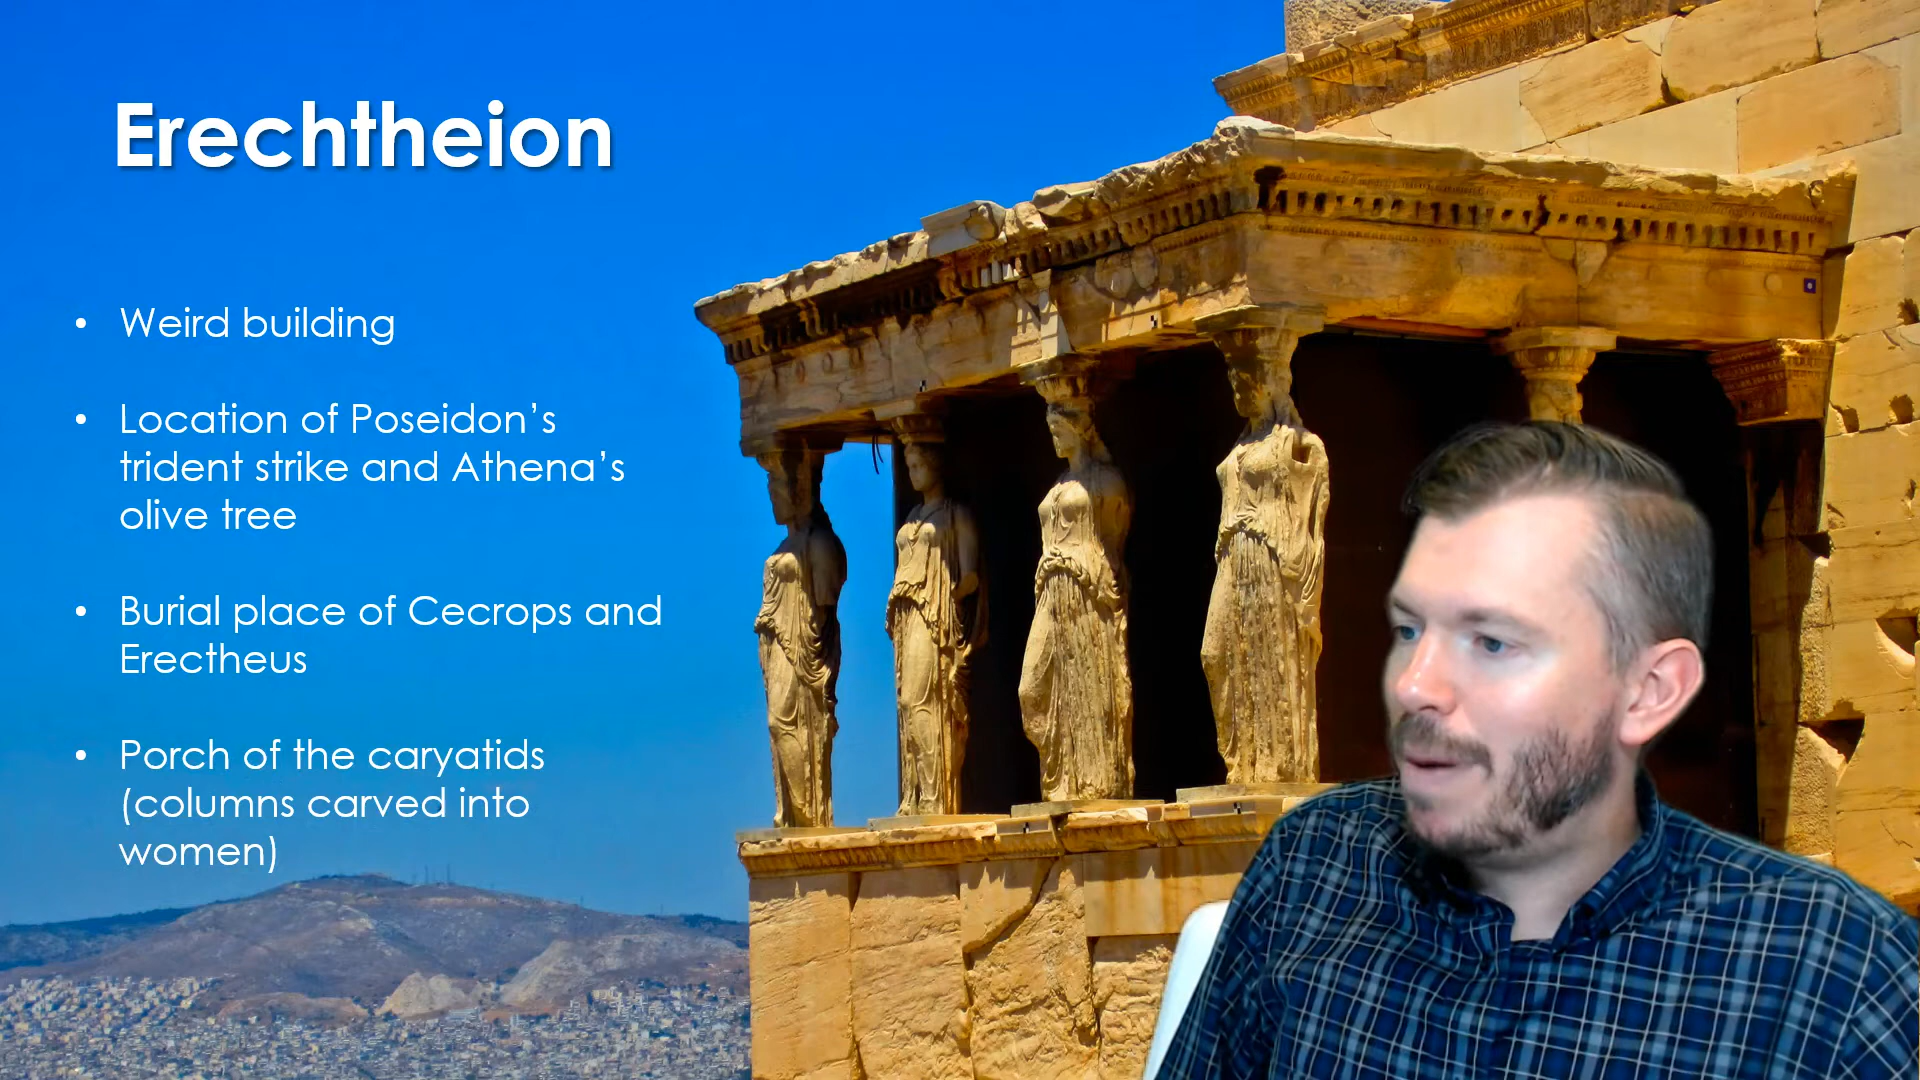 Erechtheion
• Weird building
• Location of Poseidon’s
trident strike and Athena’s
olive tree
• Burial place of Cecrops and
Erectheus
• Porch of the caryatids
(columns carved into
women)